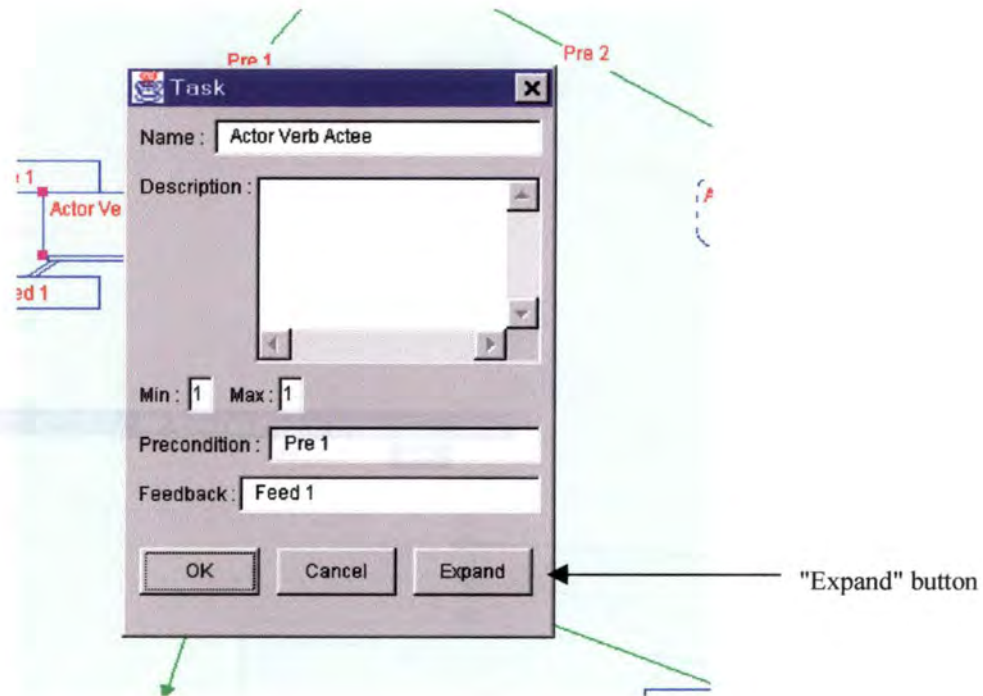 Pre 1
Pre 2
Task
Name : Actor Verb Actee
1
Description :
Actor Ve
A
ed 1
Min : 1 Max : 1
Precondition : Pre 1
Feedback : Feed 1
OK Cancel Expand
"Expand" button